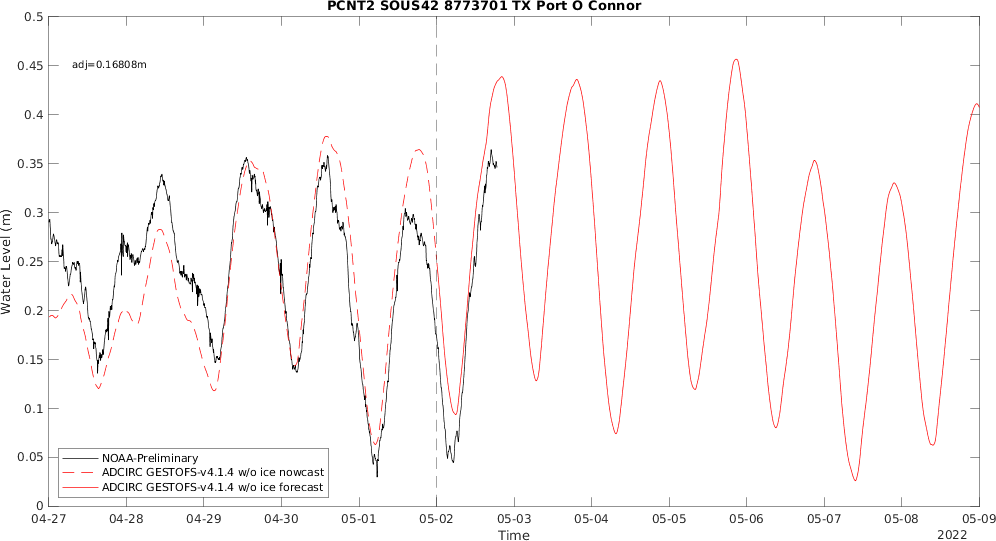 PCNT2 SOUS42 8773701 TX Port O Connor
0.5
0.45
adj=0.16808m
0.4
0.35
0.3
0.25
0.2
0.15
0.1
0.05
0
Water Level (m)
NOAA-Preliminary
ADCIRC GESTOFS-v4.1.4 w/o ice nowcast
ADCIRC GESTOFS-v4.1.4 w/o ice forecast
04-27 04-28 04-29 04-30 05-01 05-02 05-03 05-04 05-05 05-06 05-07 05-08 05-09
Time
2022